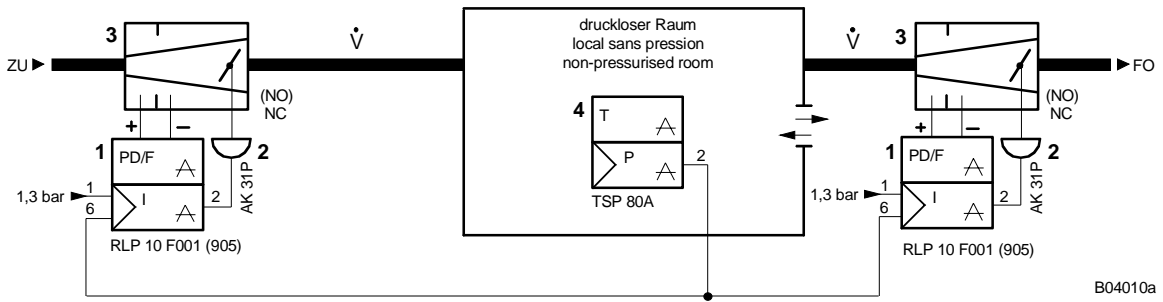 3
V̇
druckloser Raum
local sans pression
non-pressurised room
V̇
3
ZU
FO
(NO)
NC
(NO)
NC
4
T
P
2
TSP 80A
+
−
1
PD/F
2
AK 31P
1,3 bar
1
6
I
2
RLP 10 F001 (905)
+
−
1
PD/F
2
AK 31P
1,3 bar
1
6
I
2
RLP 10 F001 (905)
B04010a